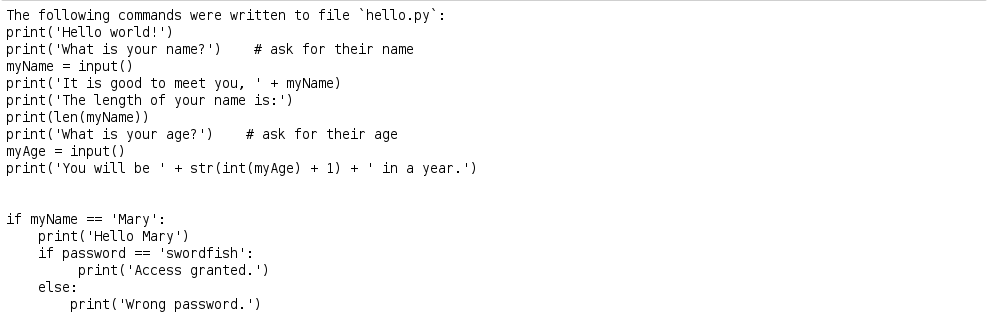 The following commands were written to file `hello.py`:
print('Hello world!')
print('What is your name?')    # ask for their name
myName = input()
print('It is good to meet you, ' + myName)
print('The length of your name is:')
print(len(myName))
print('What is your age?')    # ask for their age
myAge = input()
print('You will be ' + str(int(myAge) + 1) + ' in a year.')


if myName == 'Mary':
    print('Hello Mary')
    if password == 'swordfish':
         print('Access granted.')
    else:
        print('Wrong password.')